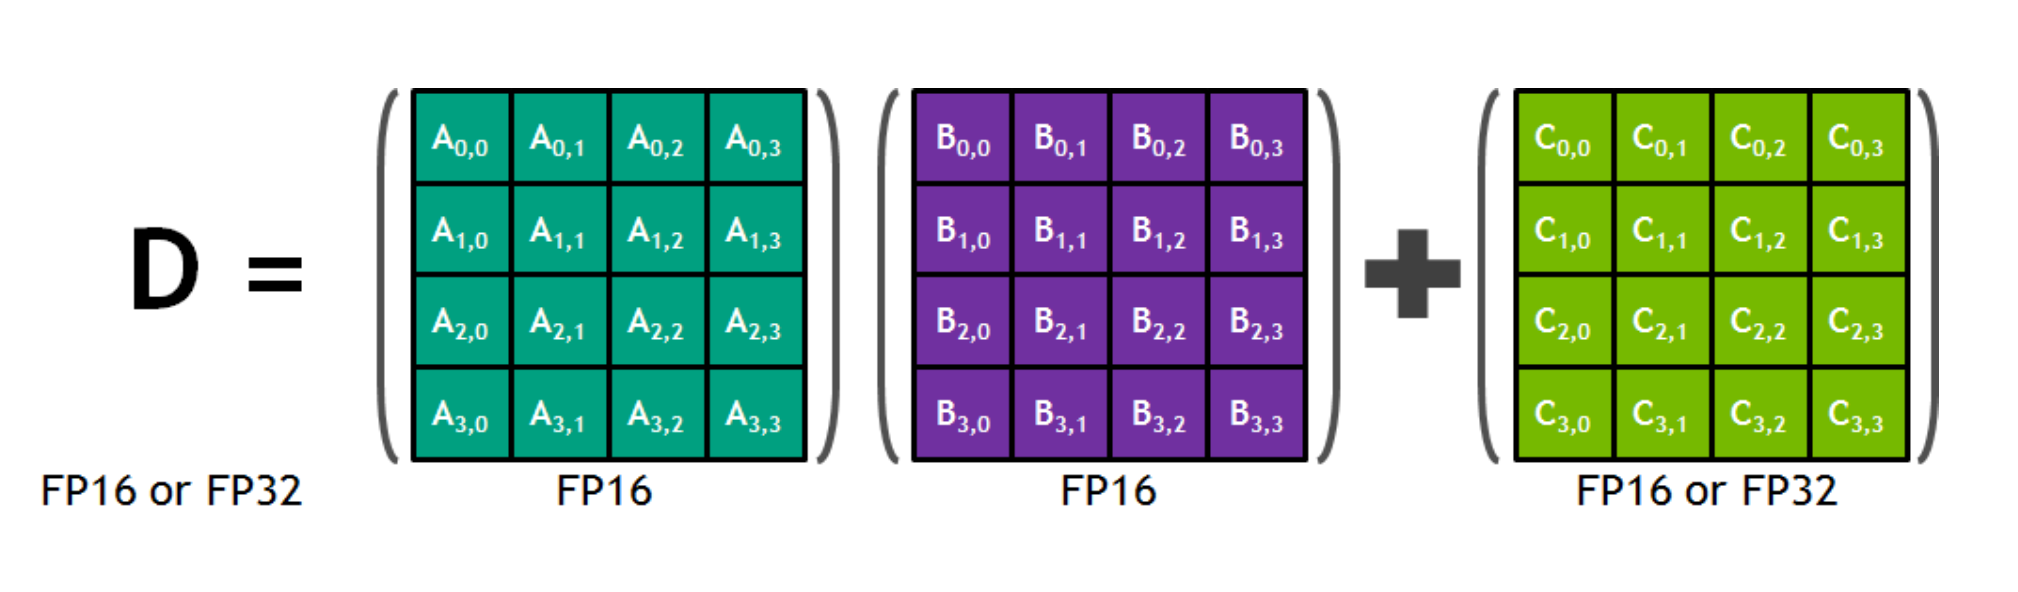 A0,0 A0,1 A0,2 A0,3 B0,0 B0,1 B0,2 B0,3 C0,0 C0,1 C0,2 C0,3
A1,0 A1,1 A1,2 A1,3 B1,0 B1,1 B1,2 B1,3 C1,0 C1,1 C1,2 C1,3
D = +
A2,0 A2,1 A2,2 A2,3 B2,0 B2,1 B2,2 B2,3 C2,0 C2,1 C2,2 C2,3
A3,0 A3,1 A3,2 A3,3 B3,0 B3,1 B3,2 B3,3 C3,0 C3,1 C3,2 C3,3
FP16 or FP32 FP16 FP16 FP16 or FP32